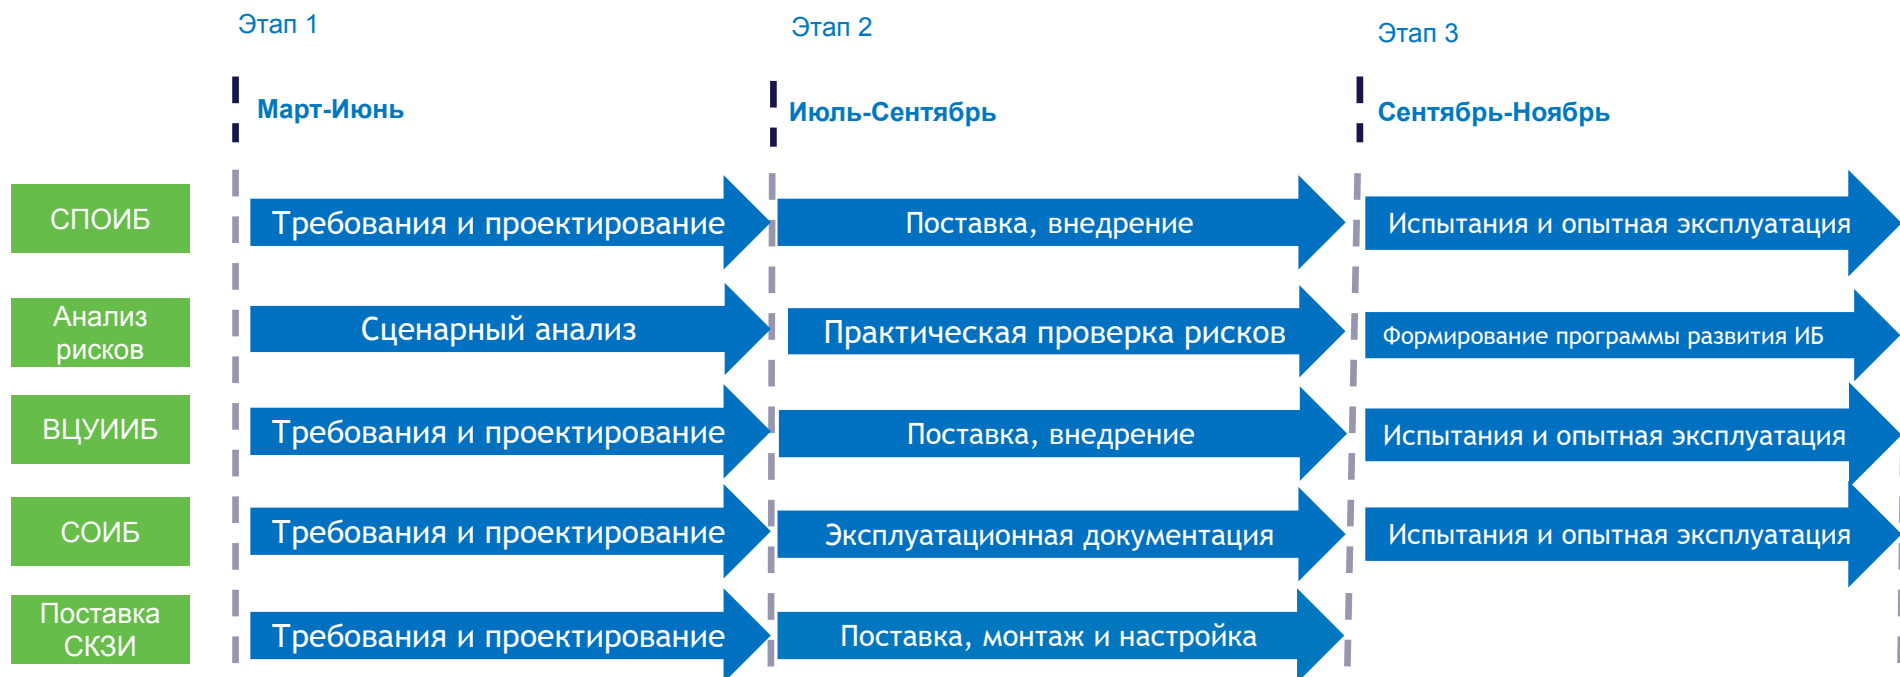 Этап 1
Этап 2
Этап 3
Март-Июнь
Июль-Сентябрь
Сентябрь-Ноябрь
СПОИБ
Требования и проектирование
Поставка, внедрение
Испытания и опытная эксплуатация
Анализ
рисков
Сценарный анализ
Практическая проверка рисков
Формирование программы развития ИБ
ВЦУИИБ
Требования и проектирование
Поставка, внедрение
Испытания и опытная эксплуатация
СОИБ
Требования и проектирование
Эксплуатационная документация
Испытания и опытная эксплуатация
Поставка
СКЗИ
Требования и проектирование
Поставка, монтаж и настройка